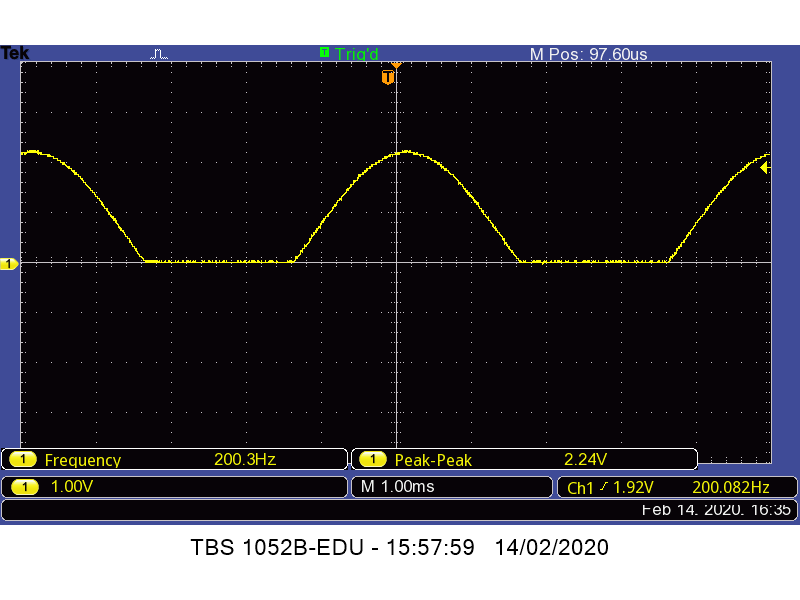 Tek T Trig'd M Pos: 97.60us
T
1
1 Frequency 200.3Hz 1 Peak-Peak 2.24V
1 1.00V M 1.00ms Ch1 1.92V 200.082Hz
Feb 14, 2020, 16:35
TBS 1052B-EDU - 15:57:59 14/02/2020